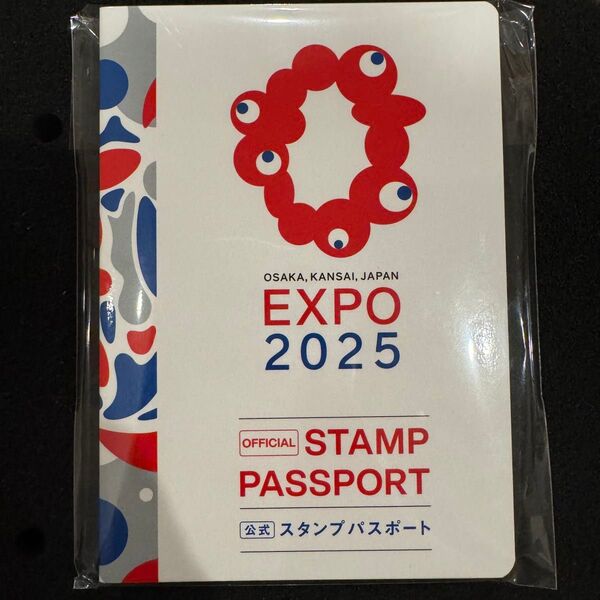 OSAKA, KANSAI, JAPAN
EXPO
2025
OFFICIAL STAMP
PASSPORT
公式 スタンプパスポート